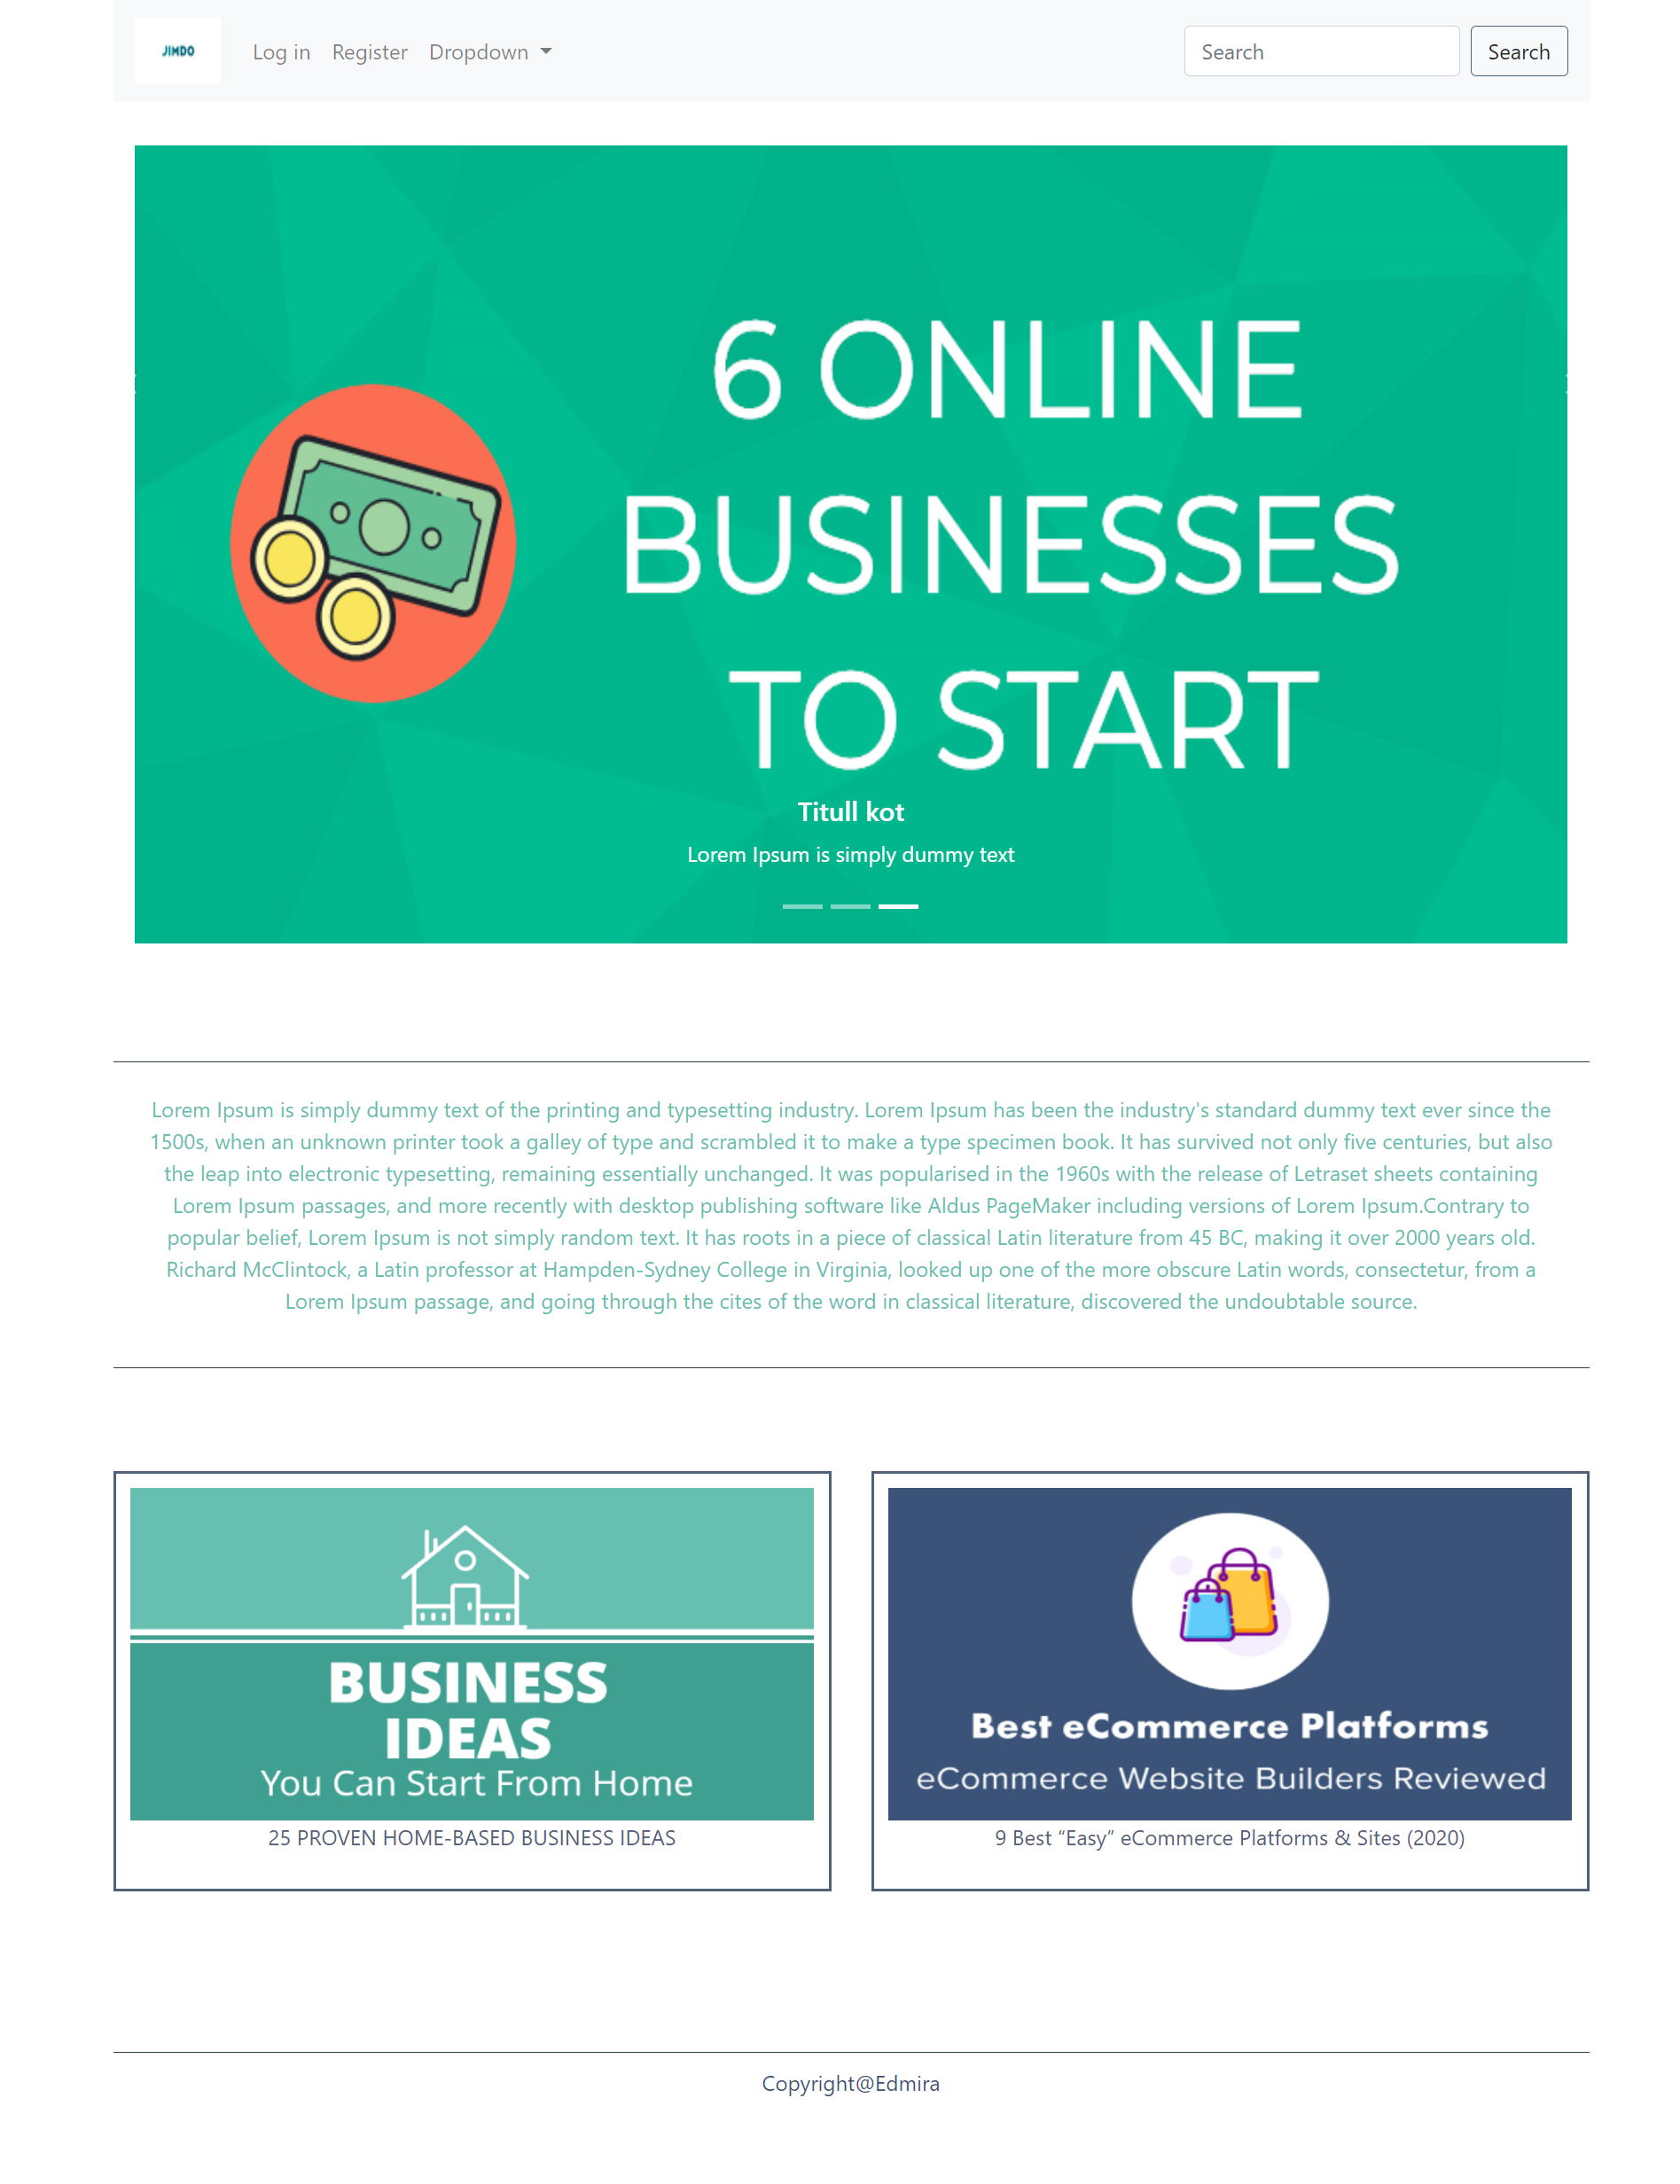 JIMDO
Log in Register Dropdown
Search Search
6 ONLINE
BUSINESSES
TO START
Titull kot
Lorem Ipsum is simply dummy text
Lorem Ipsum is simply dummy text of the printing and typesetting industry. Lorem Ipsum has been the industry's standard dummy text ever since the
1500s, when an unknown printer took a galley of type and scrambled it to make a type specimen book. It has survived not only five centuries, but also
the leap into electronic typesetting, remaining essentially unchanged. It was popularised in the 1960s with the release of Letraset sheets containing
Lorem Ipsum passages, and more recently with desktop publishing software like Aldus PageMaker including versions of Lorem Ipsum.Contrary to
popular belief, Lorem Ipsum is not simply random text. It has roots in a piece of classical Latin literature from 45 BC, making it over 2000 years old.
Richard McClintock, a Latin professor at Hampden-Sydney College in Virginia, looked up one of the more obscure Latin words, consectetur, from a
Lorem Ipsum passage, and going through the cites of the word in classical literature, discovered the undoubtable source.
BUSINESS
IDEAS
You Can Start From Home
25 PROVEN HOME-BASED BUSINESS IDEAS
Best eCommerce Platforms
eCommerce Website Builders Reviewed
9 Best “Easy” eCommerce Platforms & Sites (2020)
Copyright@Edmira